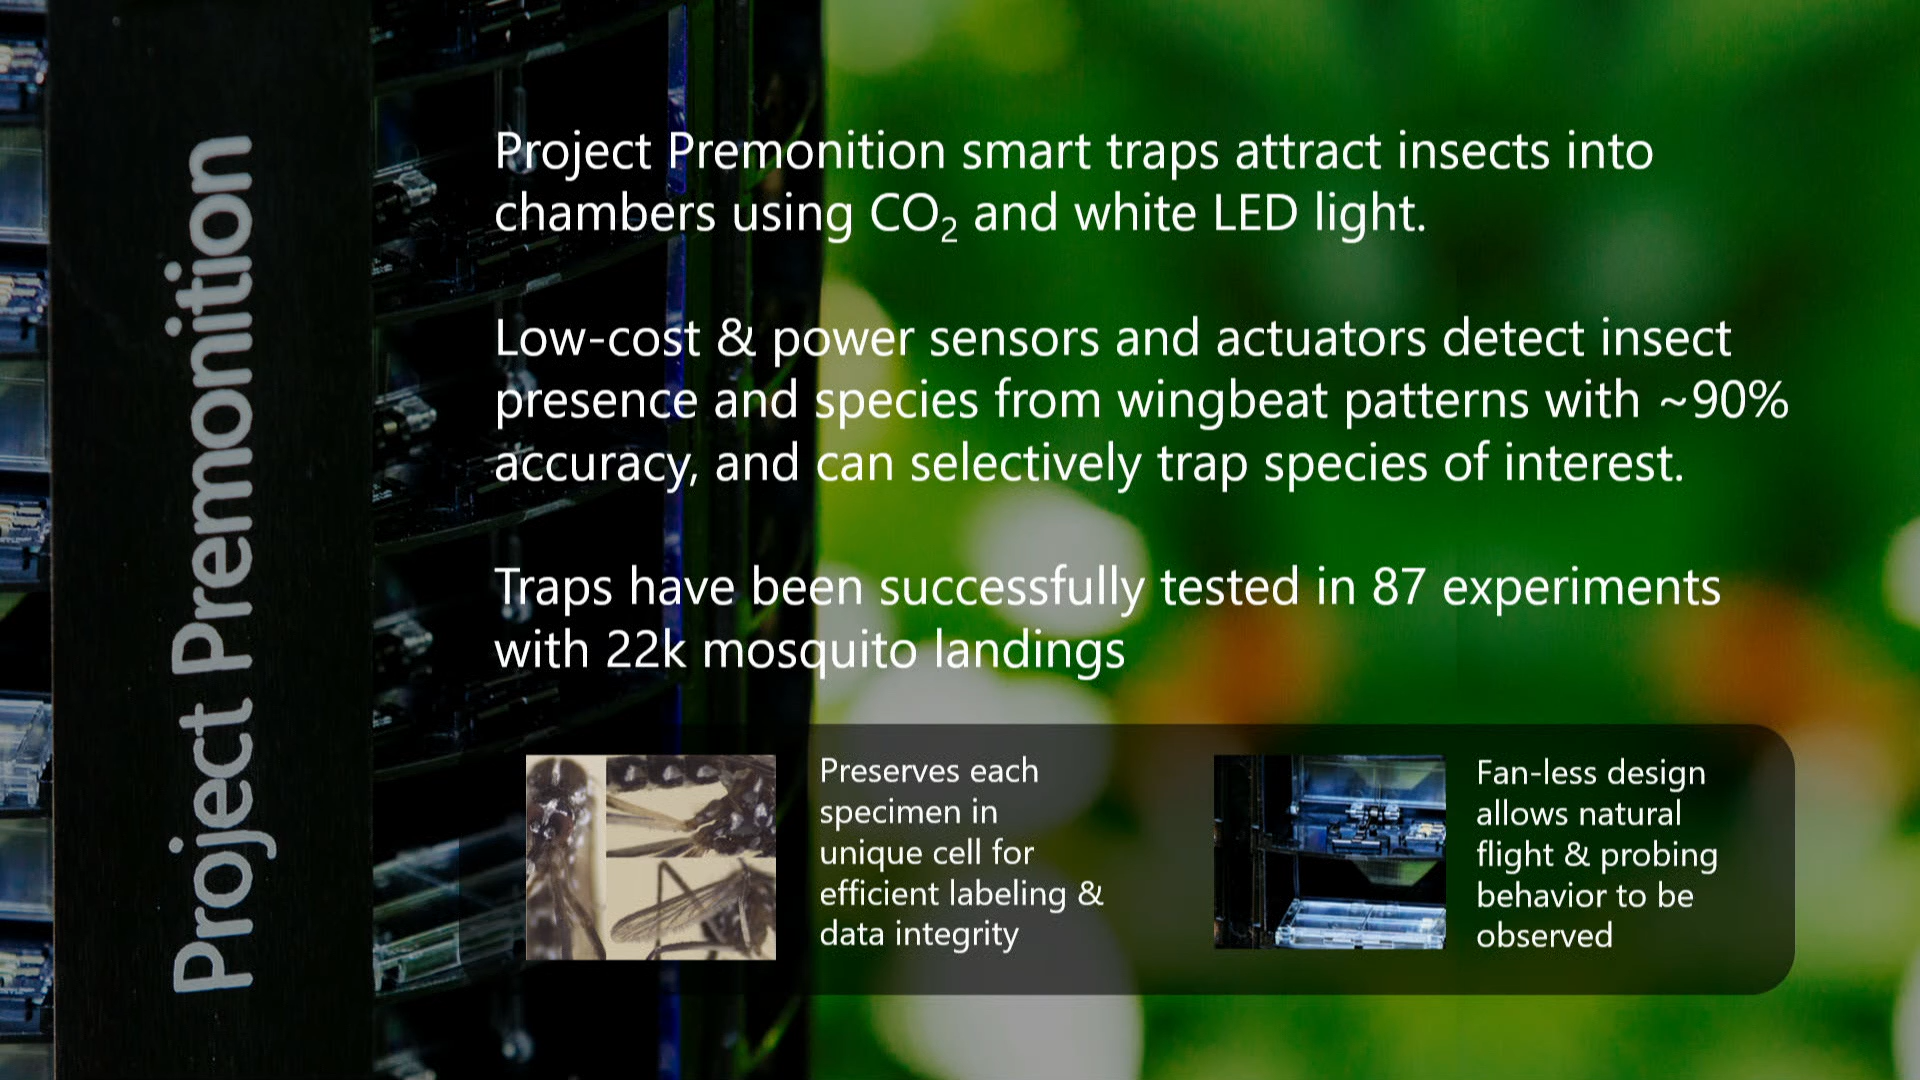 Project Premonition
Project Premonition smart traps attract insects into
chambers using CO₂ and white LED light.
Low-cost & power sensors and actuators detect insect
presence and species from wingbeat patterns with ~90%
accuracy, and can selectively trap species of interest.
Traps have been successfully tested in 87 experiments
with 22k mosquito landings
Preserves each
specimen in
unique cell for
efficient labeling &
data integrity
Fan-less design
allows natural
flight & probing
behavior to be
observed